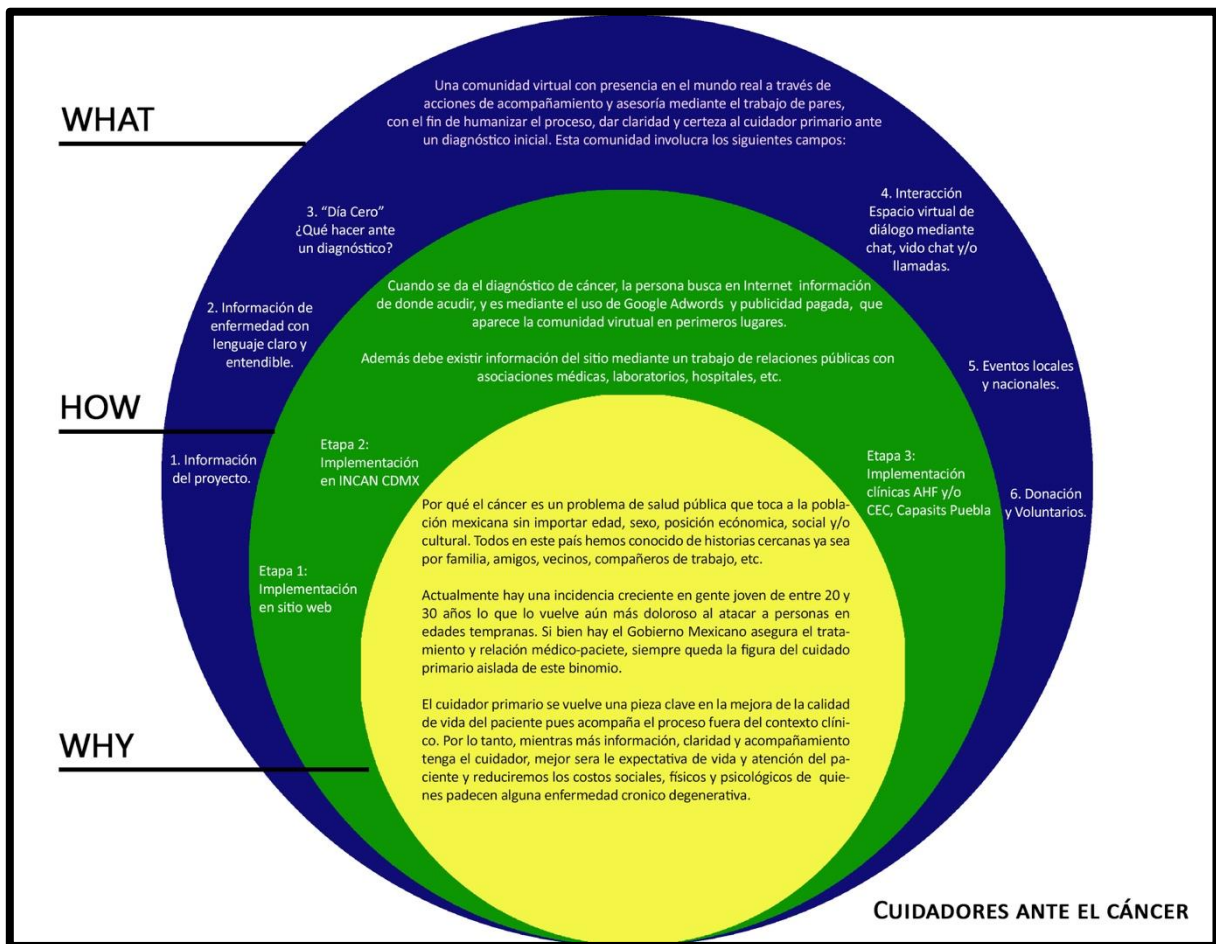 WHAT
Una comunidad virtual con presencia en el mundo real a través de
acciones de acompañamiento y asesoría mediante el trabajo de pares,
con el fin de humanizar el proceso, dar claridad y certeza al cuidador primario ante
un diagnóstico inicial. Esta comunidad involucra los siguientes campos:
1. Información
del proyecto.
2. Información de
enfermedad con
lenguaje claro y
entendible.
3. “Día Cero”
¿Qué hacer ante
un diagnóstico?
4. Interacción
Espacio virtual de
diálogo mediante
chat, vido chat y/o
llamadas.
5. Eventos locales
y nacionales.
6. Donación
y Voluntarios.
HOW
Cuando se da el diagnóstico de cáncer, la persona busca en Internet información
de donde acudir, y es mediante el uso de Google Adwords y publicidad pagada, que
aparece la comunidad virutual en perimeros lugares.
Además debe existir información del sitio mediante un trabajo de relaciones públicas con
asociaciones médicas, laboratorios, hospitales, etc.
Etapa 1:
Implementación
en sitio web
Etapa 2:
Implementación
en INCAN CDMX
Etapa 3:
Implementación
clínicas AHF y/o
CEC, Capasits Puebla
WHY
Por qué el cáncer es un problema de salud pública que toca a la pobla-
ción mexicana sin importar edad, sexo, posición ecónomica, social y/o
cultural. Todos en este país hemos conocido de historias cercanas ya sea
por familia, amigos, vecinos, compañeros de trabajo, etc.
Actualmente hay una incidencia creciente en gente joven de entre 20 y
30 años lo que lo vuelve aún más doloroso al atacar a personas en
edades tempranas. Si bien hay el Gobierno Mexicano asegura el trata-
miento y relación médico-paciete, siempre queda la figura del cuidado
primario aislada de este binomio.
El cuidador primario se vuelve una pieza clave en la mejora de la calidad
de vida del paciente pues acompaña el proceso fuera del contexto clíni-
co. Por lo tanto, mientras más información, claridad y acompañamiento
tenga el cuidador, mejor sera le expectativa de vida y atención del pa-
ciente y reduciremos los costos sociales, físicos y psicológicos de quie-
nes padecen alguna enfermedad cronico degenerativa.
CUIDADORES ANTE EL CÁNCER